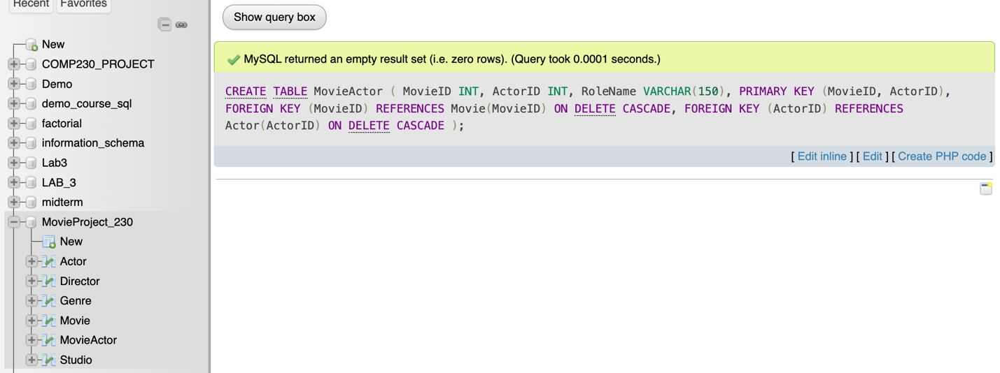 Recent Favorites
New
COMP230_PROJECT
Demo
demo_course_sql
factorial
information_schema
Lab3
LAB_3
midterm
MovieProject_230
New
Actor
Director
Genre
Movie
MovieActor
Studio
Show query box
MySQL returned an empty result set (i.e. zero rows). (Query took 0.0001 seconds.)
CREATE TABLE MovieActor ( MovieID INT, ActorID INT, RoleName VARCHAR(150), PRIMARY KEY (MovieID, ActorID),
FOREIGN KEY (MovieID) REFERENCES Movie(MovieID) ON DELETE CASCADE, FOREIGN KEY (ActorID) REFERENCES
Actor(ActorID) ON DELETE CASCADE );
[ Edit inline ] [ Edit ] [ Create PHP code ]